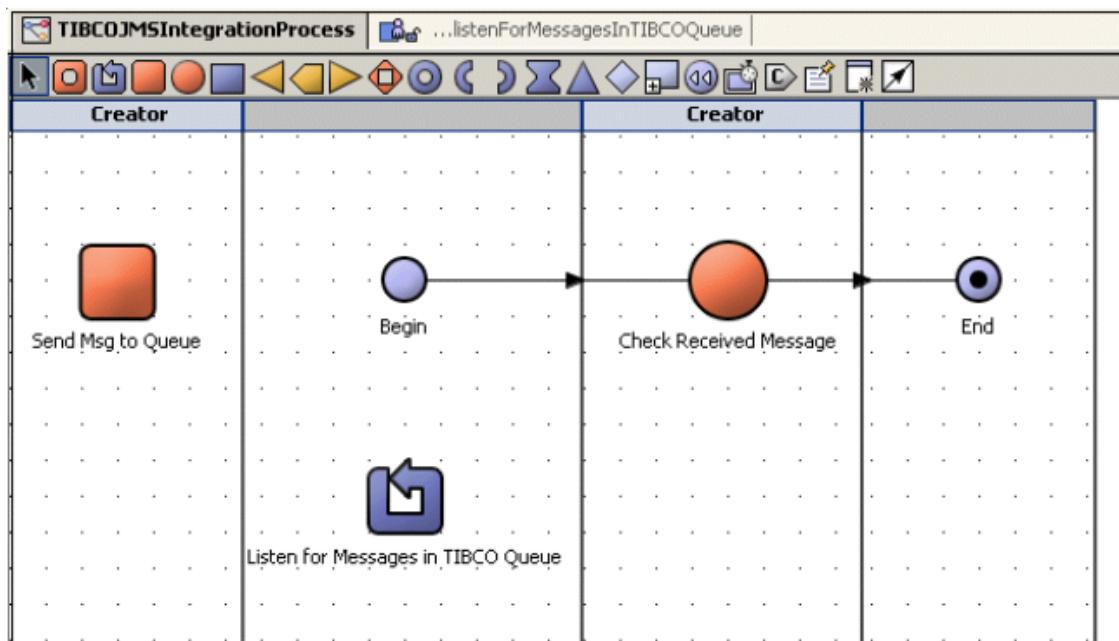 TIBCOJMSIntegrationProcess
...listenForMessagesInTIBCOQueue
C
Creator
Creator
Send Msg to Queue
Begin
Check Received Message
End
Listen for Messages in TIBCO Queue